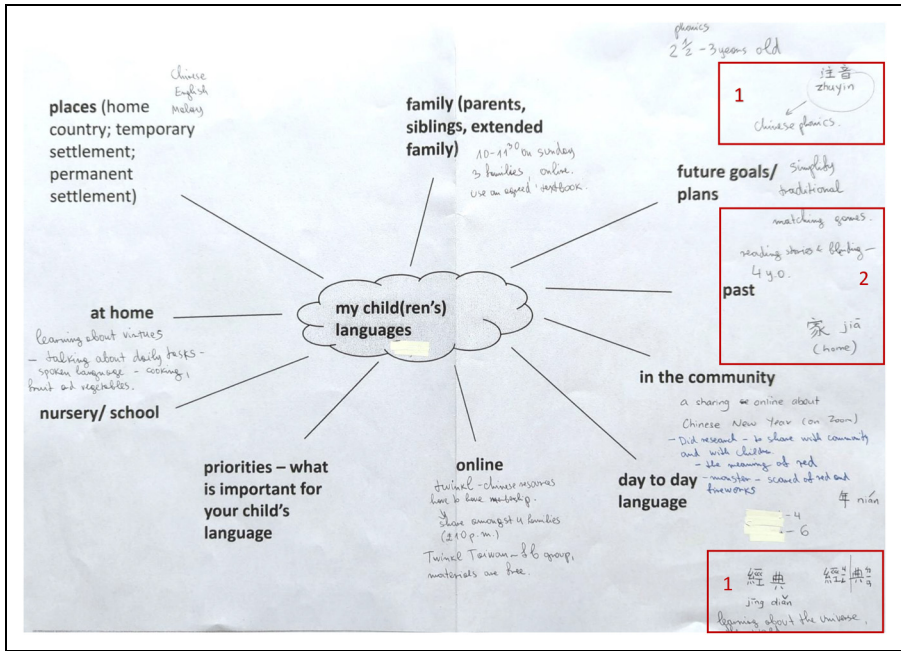 phonics
2 ½ - 3 years old
1
注音
zhuyin
Chinese phonics.
Chinese
English
Malay
places (home
country; temporary
settlement;
permanent
settlement)
family (parents,
siblings, extended
family)
10-11³⁰ on sunday
3 families, online.
use an agreed textbook.
future goals/
plans
simplify
traditional
matching games.
reading stories & blending -
4 y.o.
2
past
家 jiā
(home)
my child(ren's)
languages
at home
learning about virtues
- talking about daily tasks -
spoken language - cooking,
fruit and vegetables.
nursery/ school
in the community
a sharing online about
Chinese New Year (on Zoom)
- Did research - to share with community
and with children
- the meaning of red
- monster - scared of red and
fireworks
年 nián
day to day
language
- 4
- 6
priorities – what
is important for
your child's
language
online
twinkl - chinese resources
have to have membership.
share amongst 4 families
(210 p.m.)
Twinkl Taiwan - fb group,
materials are free.
1
經典
jīng diǎn
經 典
learning about the universe,